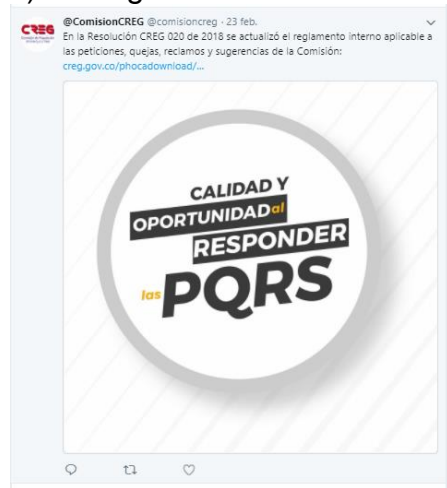 CREG
@ComisionCREG @comisioncreg · 23 feb.
En la Resolución CREG 020 de 2018 se actualizó el reglamento interno aplicable a
las peticiones, quejas, reclamos y sugerencias de la Comisión:
creg.gov.co/phocadownload/...
CALIDAD Y
OPORTUNIDAD al
RESPONDER
las PQRS